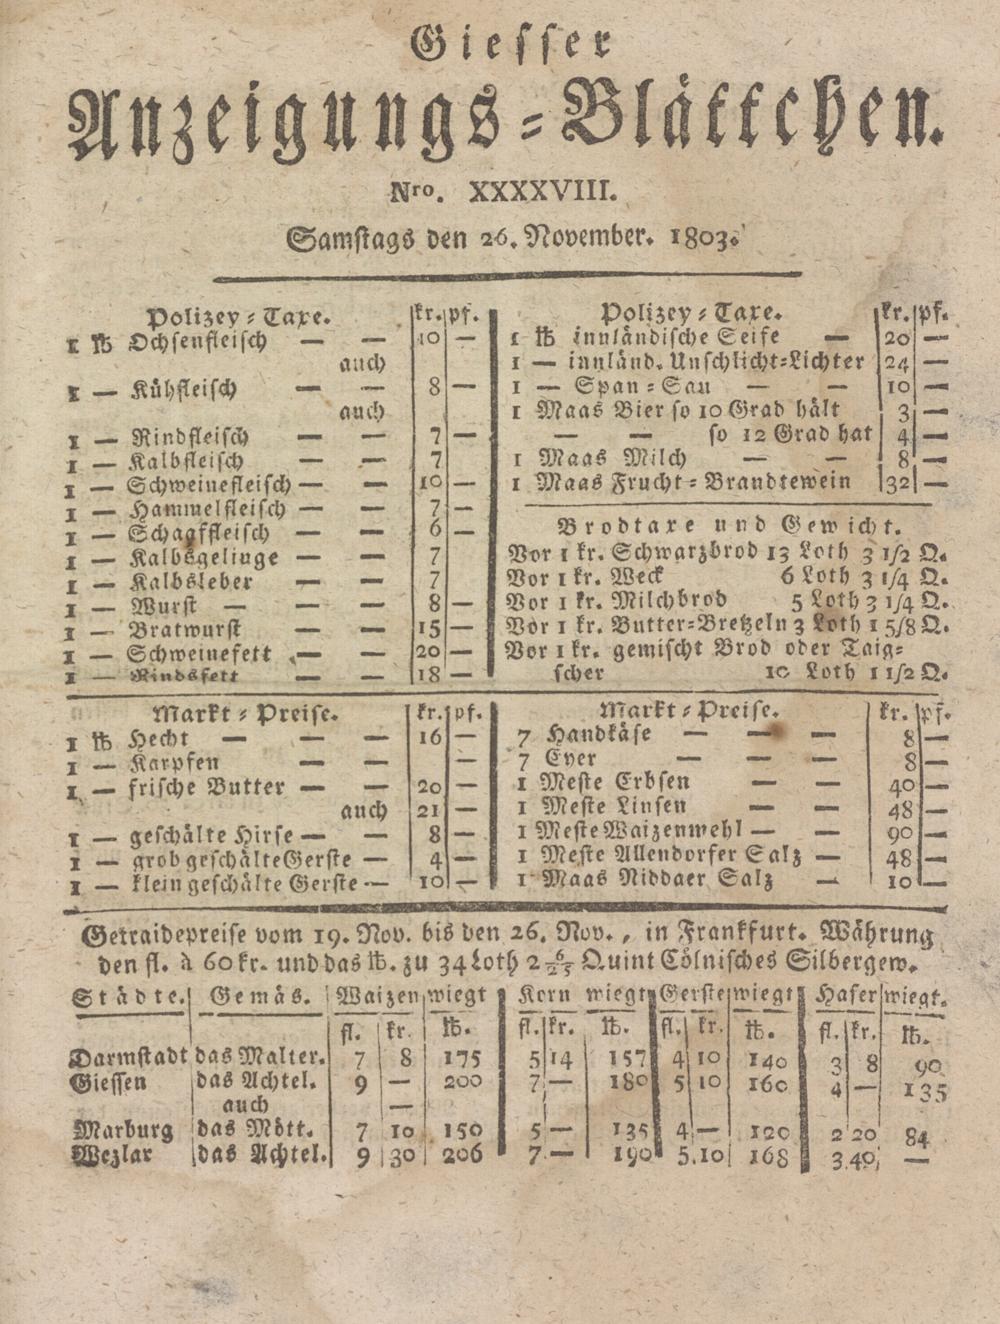 Giesser
Anzeigungs-Blättchen.
Nro. XXXXVIII.
Samstags den 26. November. 1803.
Polizey-Taxe. kr. pf.
1 ℔ Ochsenfleisch — — 10 —
auch
1 — Kühfleisch — — 8 —
auch
1 — Rindfleisch — — 7 —
1 — Kalbfleisch — — 7
1 — Schweinefleisch — — 10 —
1 — Hammelfleisch — — 7 —
1 — Schaaffleisch — — 6 —
1 — Kalbsgelinge — — 7
1 — Kalbsleber — — 7
1 — Wurst — — — 8 —
1 — Bratwurst — — 15 —
1 — Schweinefett — — 20 —
1 — Rindsfett — — 18 —
Polizey-Taxe. kr. pf.
1 ℔ innländische Seife — 20 —
1 — innländ. Unschlicht-Lichter 24 —
1 — Span-Sau — — 10 —
1 Maas Bier so 10 Grad hält 3 —
— — so 12 Grad hat 4 —
1 Maas Milch — — 8 —
1 Maas Frucht-Brandtewein 32 —
Brodtaxe und Gewicht.
Vor 1 kr. Schwarzbrod 13 Loth 3 1/2 Q.
Vor 1 kr. Weck 6 Loth 3 1/4 Q.
Vor 1 kr. Milchbrod 5 Loth 3 1/4 Q.
Vor 1 kr. Butter-Bretzeln 3 Loth 1 5/8 Q.
Vor 1 kr. gemischt Brod oder Taig-
scher 10 Loth 1 1/2 Q.
Markt-Preise. kr. pf.
1 ℔ Hecht — — — 16 —
1 — Karpfen — — —
1 — frische Butter — — 20 —
auch 21 —
1 — geschälte Hirse — — 8 —
1 — grob geschälte Gerste — 4 —
1 — klein geschälte Gerste — 10 —
Markt-Preise. kr. pf.
7 Handkäse — — — 8 —
7 Eyer — — — 8 —
1 Meste Erbsen — — 40 —
1 Meste Linsen — — 48 —
1 Meste Waizenmehl — — 90 —
1 Meste Allendorfer Salz — 48 —
1 Maas Niddaer Salz — 10 —
Getraidepreise vom 19. Nov. bis den 26. Nov., in Frankfurt. Währung
den fl. à 60 kr. und das ℔. zu 34 Loth 2 Quint Cölnisches Silbergew.
Städte. Gemäs. Waizen wiegt Korn wiegt Gerste wiegt Hafer wiegt.
fl. kr. ℔. fl. kr. ℔. fl. kr. ℔. fl. kr. ℔.
Darmstadt das Malter. 7 8 175 5 14 157 4 10 140 3 8 90
Giessen das Achtel. 9 — 200 7 — 180 5 10 160 4 — 135
auch —
Marburg das Mött. 7 10 150 5 — 135 4 — 120 2 20 84
Wezlar das Achtel. 9 30 206 7 — 190 5.10 168 3.40 —